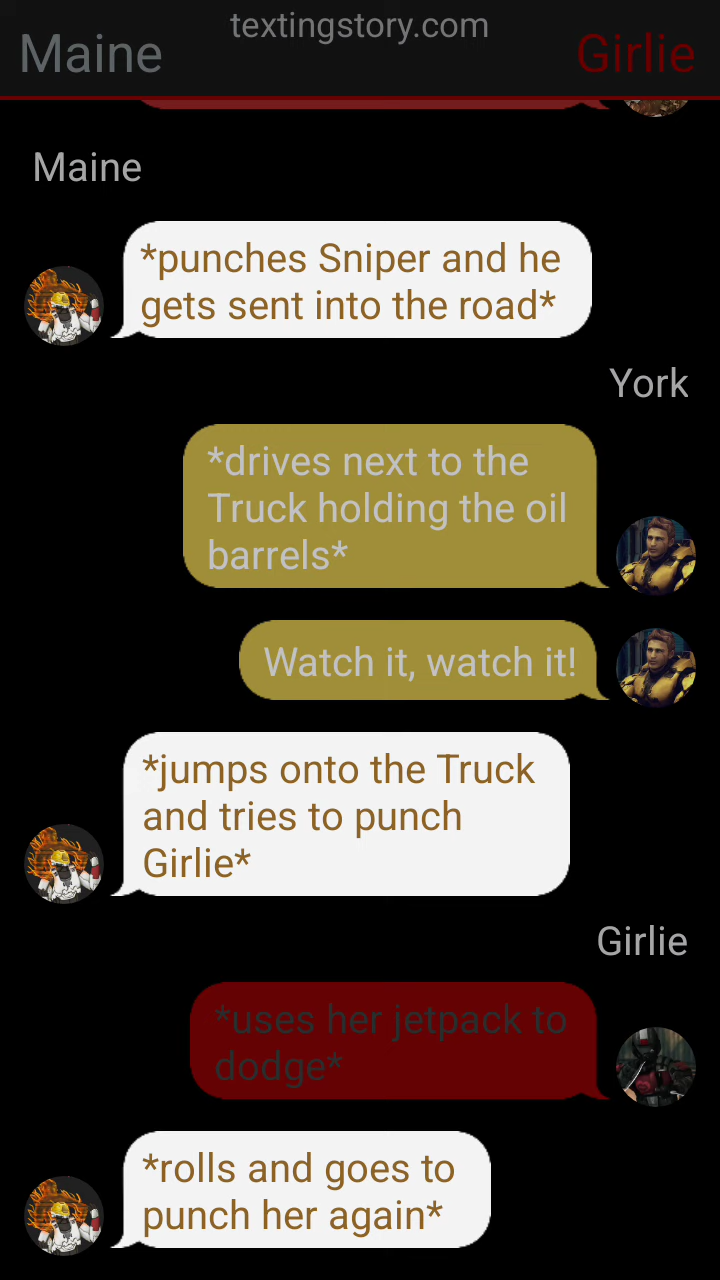 textingstory.com
Maine
Girlie
Maine
*punches Sniper and he
gets sent into the road*
York
*drives next to the
Truck holding the oil
barrels*
Watch it, watch it!
*jumps onto the Truck
and tries to punch
Girlie*
Girlie
*uses her jetpack to
dodge*
*rolls and goes to
punch her again*